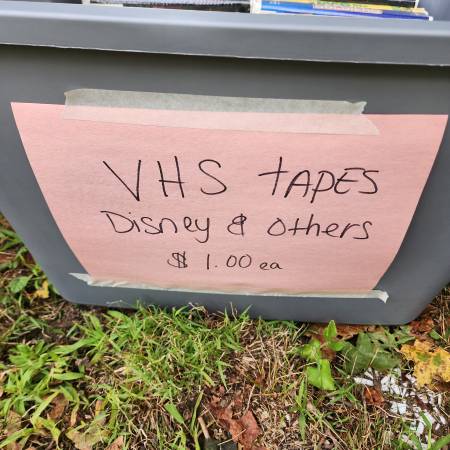 VHS tAPES
Disney & Others
$ 1.00 ea